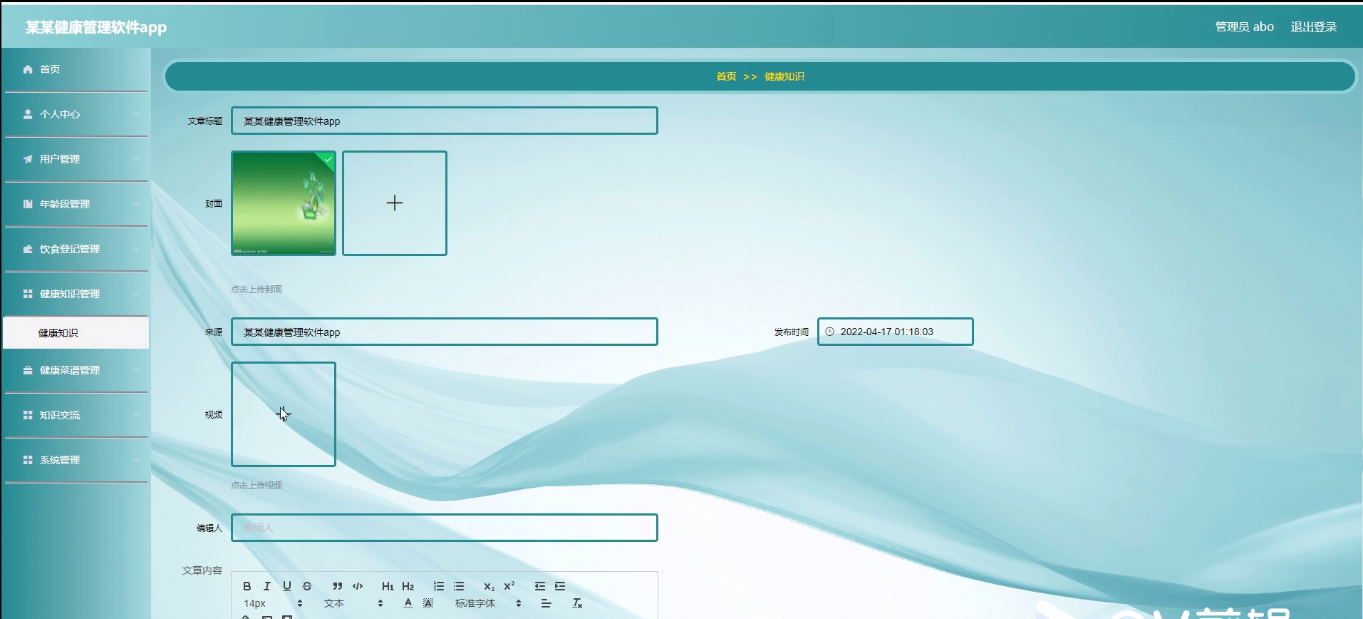 某某健康管理软件app
管理员 abo 退出登录
首页
个人中心
用户管理
年龄段管理
饮食登记管理
健康知识管理
健康知识
健康菜谱管理
知识交流
系统管理
首页 >> 健康知识
文章标题 某某健康管理软件app
封面
点击上传封面
来源 某某健康管理软件app 发布时间 2022-04-17 01:18:03
视频
点击上传视频
编辑人 编辑人
文章内容
B I U S H1 H2 X₂ X²
14px 文本 A A 标准字体